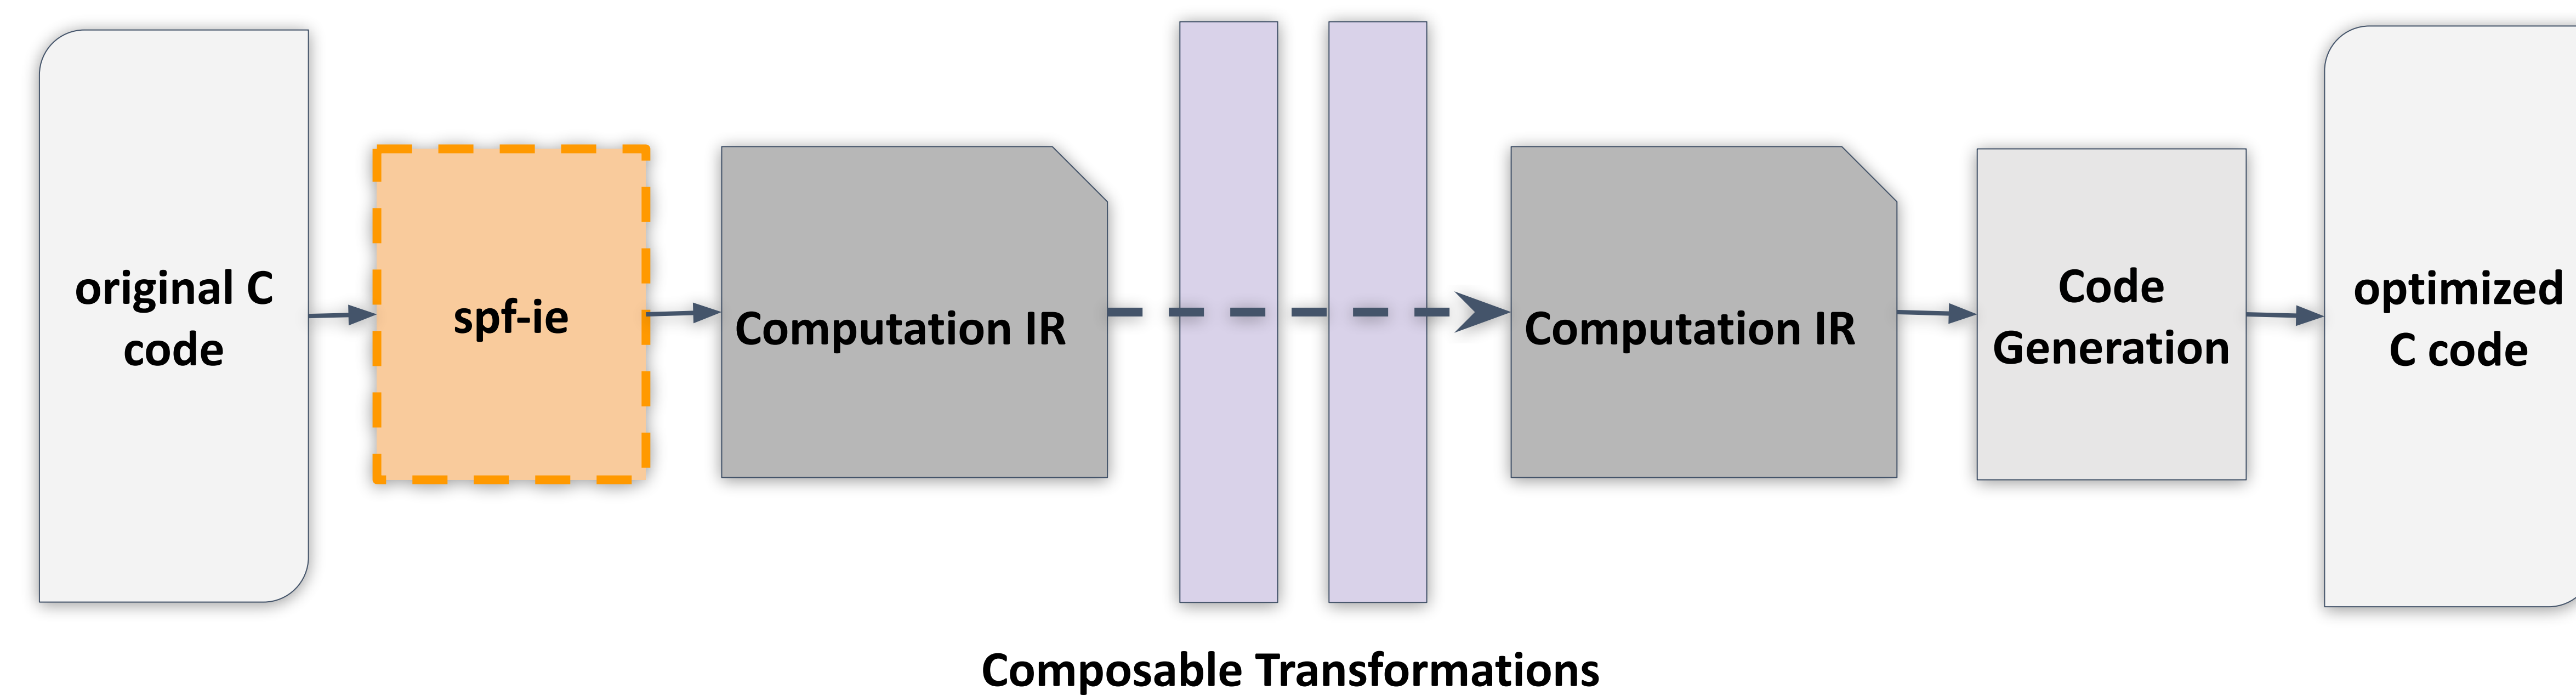 original C
code
spf-ie
Computation IR
Computation IR
Code
Generation
optimized
C code
Composable Transformations